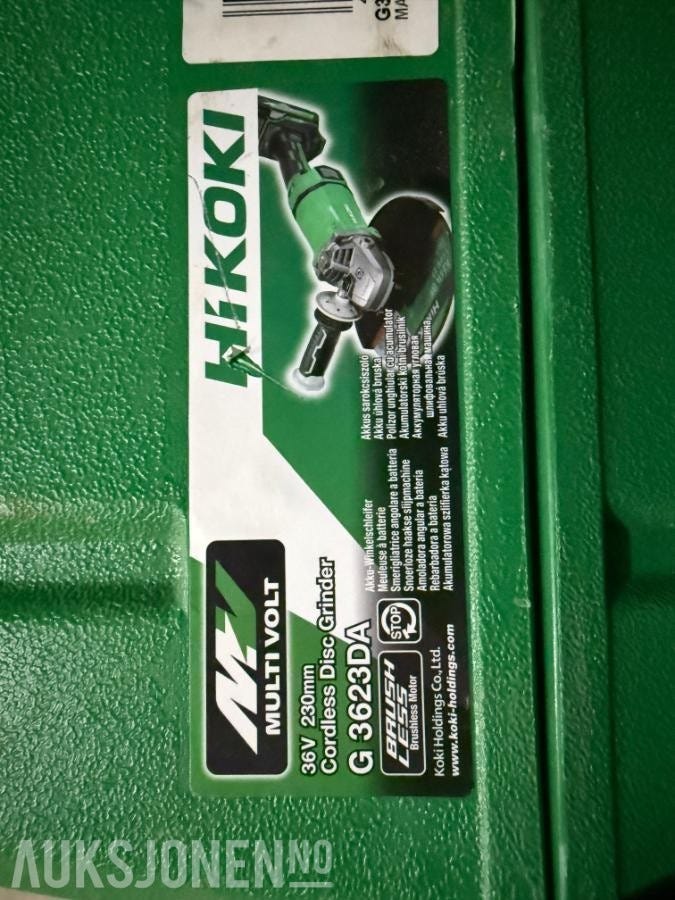 G3
MA
HiKOKI
MULTI VOLT
36V 230mm
Cordless Disc Grinder
G 3623DA
BRUSH
LESS
Brushless Motor
STOP
Koki Holdings Co., Ltd.
www.koki-holdings.com
Akku-Winkelschleifer
Meuleuse à batterie
Smerigliatrice angolare a batteria
Snoerloze haakse slijpmachine
Amoladora angular a batería
Rebarbadora a bateria
Akumulatorowa szlifierka kątowa
Akkus sarokcsiszoló
Akku úhlová bruska
Polizor unghiular cu acumulator
Akumulatorski kotni brusilnik
Аккумуляторная угловая
шлифовальная машина
Akku uhlová brúska
AUKSJONEN.NO